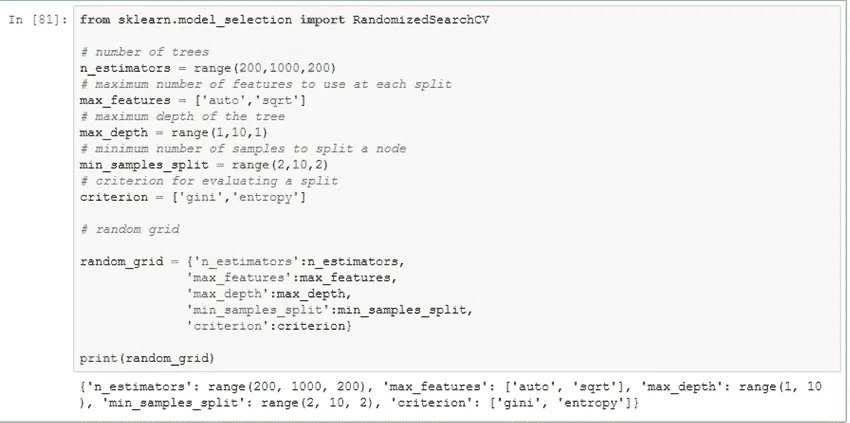 In [81]: from sklearn.model_selection import RandomizedSearchCV
# number of trees
n_estimators = range(200,1000,200)
# maximum number of features to use at each split
max_features = ['auto','sqrt']
# maximum depth of the tree
max_depth = range(1,10,1)
# minimum number of samples to split a node
min_samples_split = range(2,10,2)
# criterion for evaluating a split
criterion = ['gini','entropy']
# random grid
random_grid = {'n_estimators':n_estimators,
'max_features':max_features,
'max_depth':max_depth,
'min_samples_split':min_samples_split,
'criterion':criterion}
print(random_grid)
{'n_estimators': range(200, 1000, 200), 'max_features': ['auto', 'sqrt'], 'max_depth': range(1, 10
), 'min_samples_split': range(2, 10, 2), 'criterion': ['gini', 'entropy']}